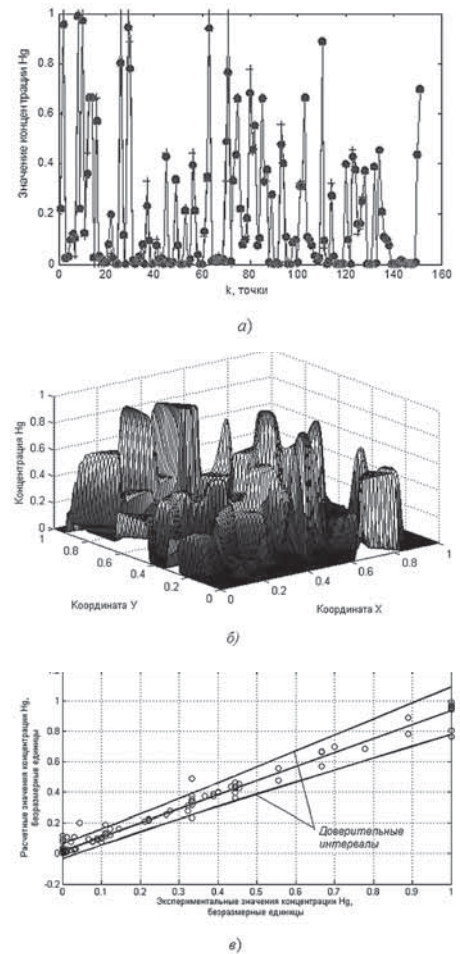 Значение концентрации Hg
1
0.8
0.6
0.4
0.2
0
0 20 40 60 80 100 120 140 160
k, точки
а)
Концентрация Hg
1
0.8
0.6
0.4
0.2
0
1
0.8
0.6
0.4
0.2
0
Координата Y
0
0.2
0.4
0.6
0.8
1
Координата X
б)
Расчетные значения концентрации Hg,
безразмерные единицы
1
0.8
0.6
0.4
0.2
0
-0.2
Доверительные
интервалы
0 0.1 0.2 0.3 0.4 0.5 0.6 0.7 0.8 0.9 1
Экспериментальные значения концентрации Hg,
безразмерные единицы
в)